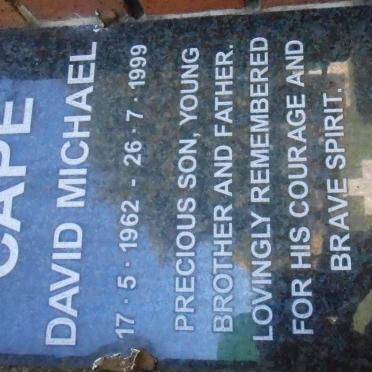 CAPE
DAVID MICHAEL
17 · 5 · 1962 - 26 · 7 · 1999
PRECIOUS SON, YOUNG
BROTHER AND FATHER.
LOVINGLY REMEMBERED
FOR HIS COURAGE AND
BRAVE SPIRIT.